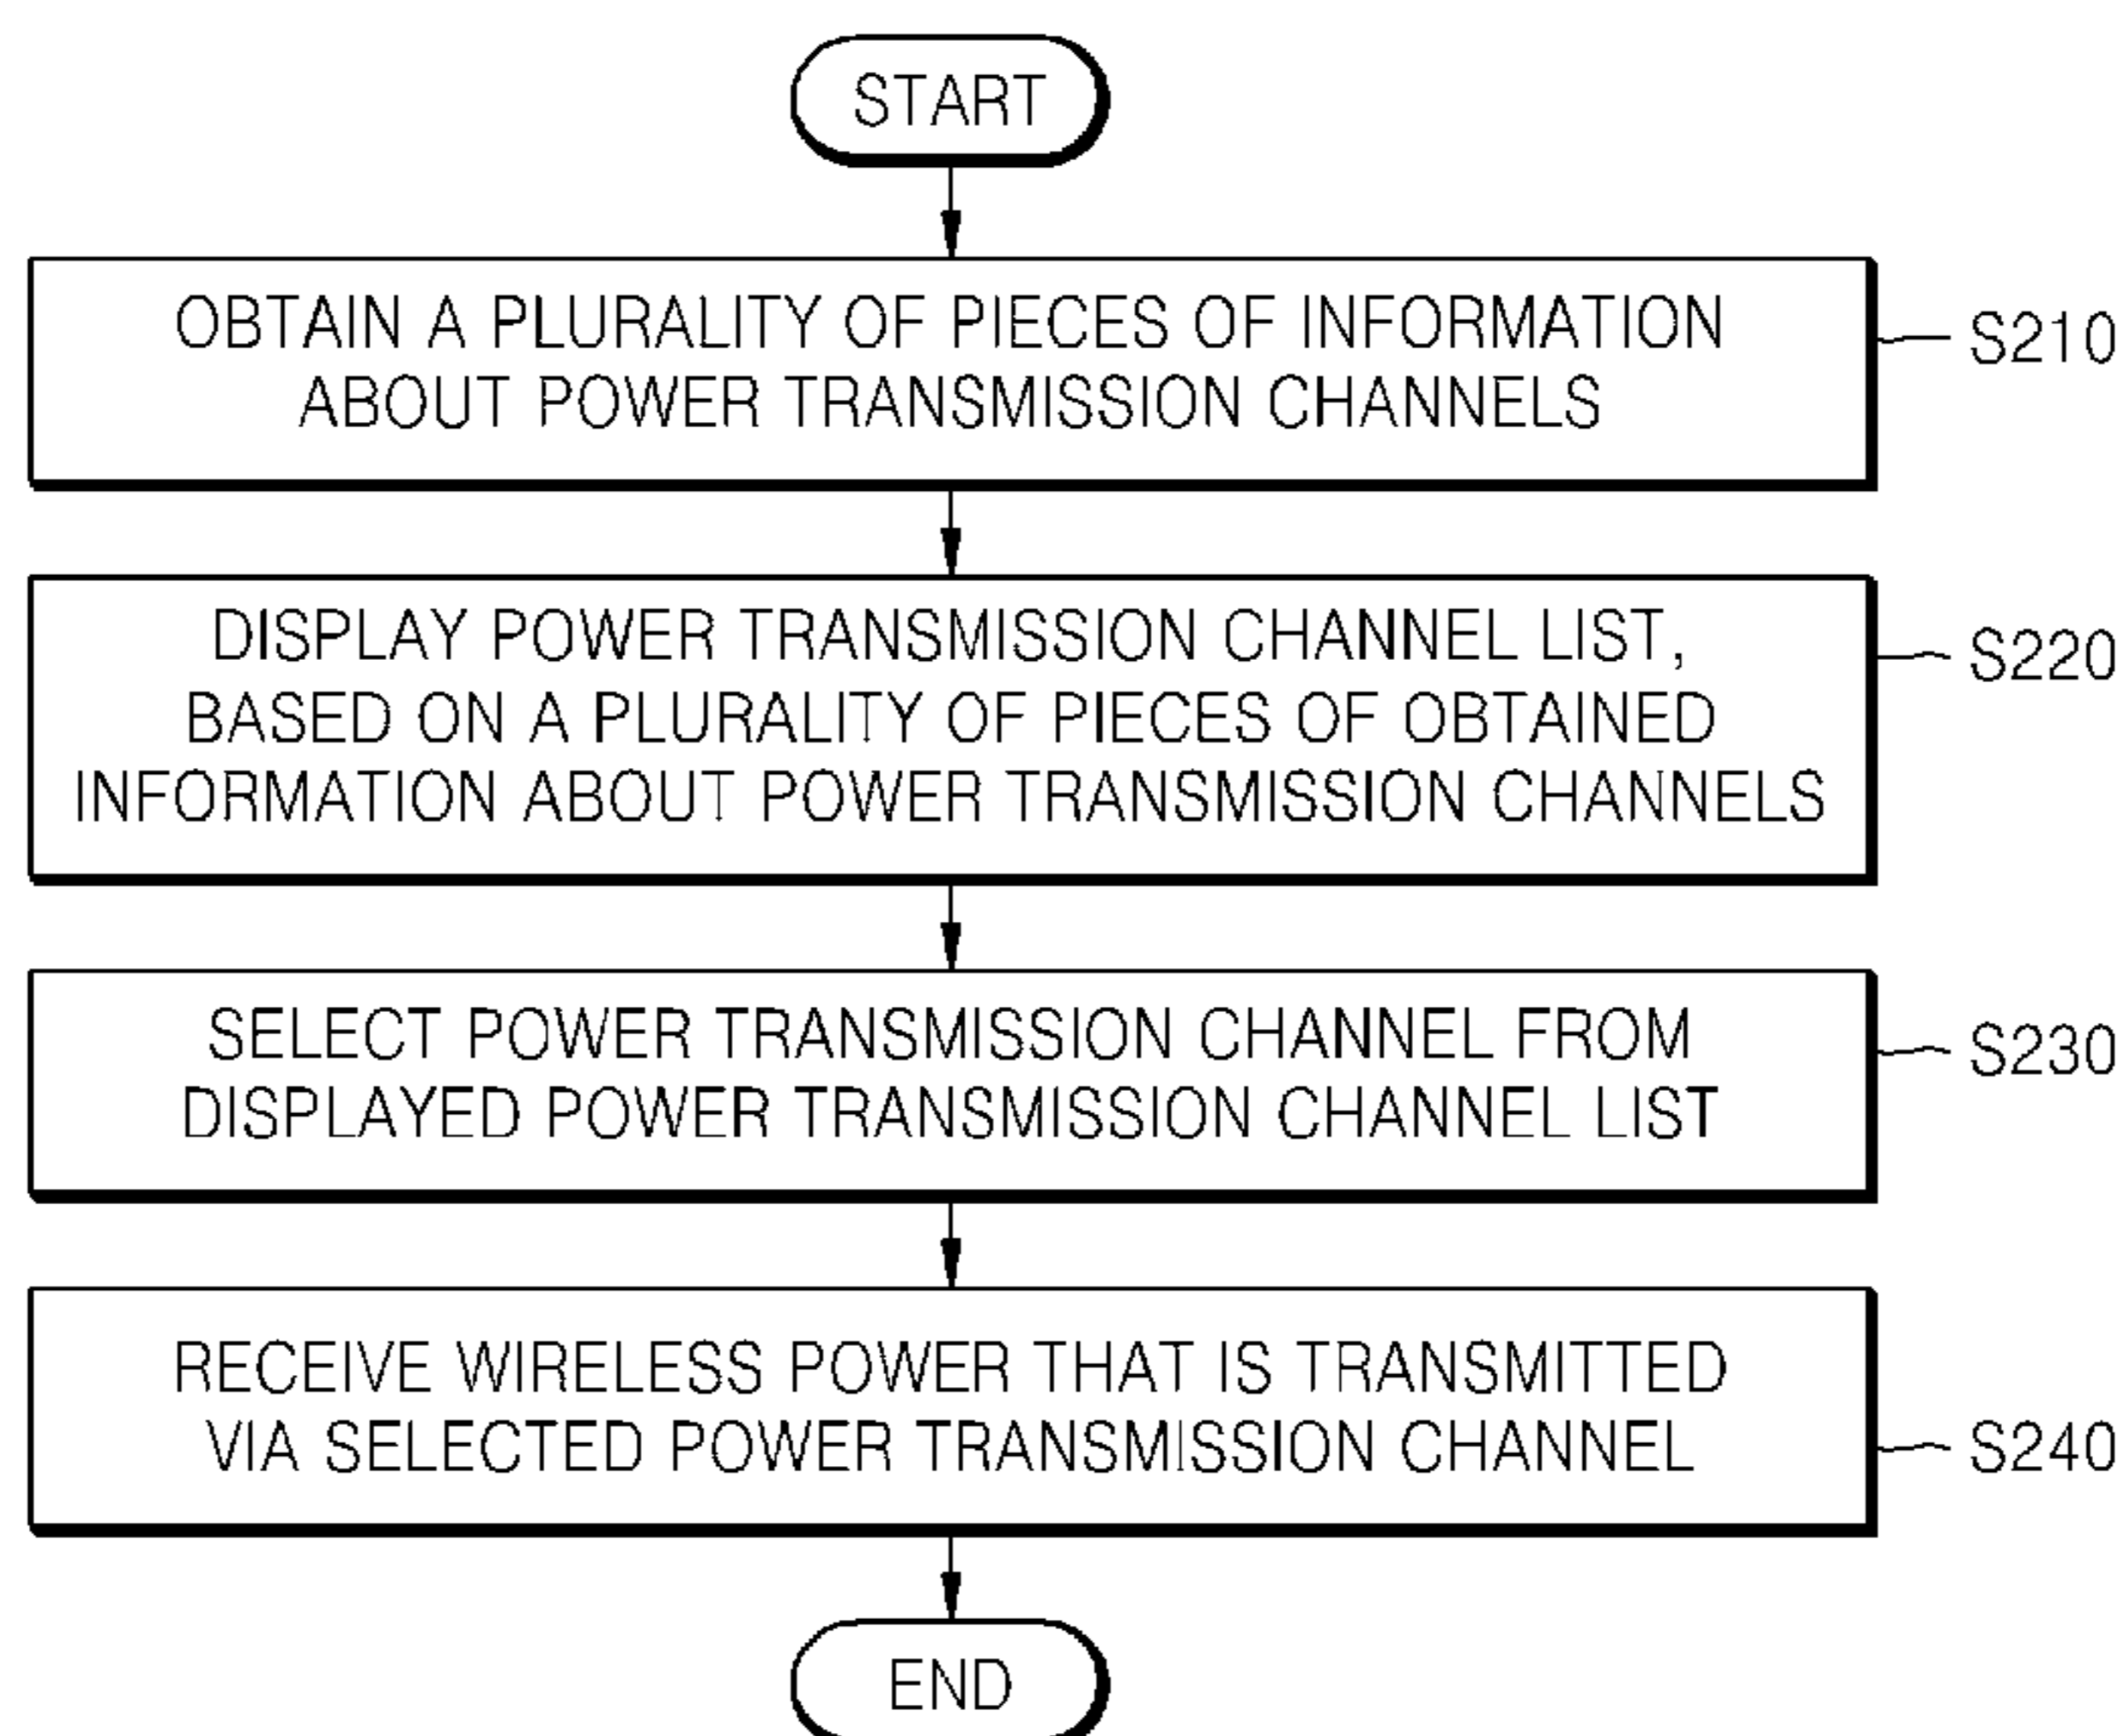 START
OBTAIN A PLURALITY OF PIECES OF INFORMATION
ABOUT POWER TRANSMISSION CHANNELS
S210
DISPLAY POWER TRANSMISSION CHANNEL LIST,
BASED ON A PLURALITY OF PIECES OF OBTAINED
INFORMATION ABOUT POWER TRANSMISSION CHANNELS
S220
SELECT POWER TRANSMISSION CHANNEL FROM
DISPLAYED POWER TRANSMISSION CHANNEL LIST
S230
RECEIVE WIRELESS POWER THAT IS TRANSMITTED
VIA SELECTED POWER TRANSMISSION CHANNEL
S240
END